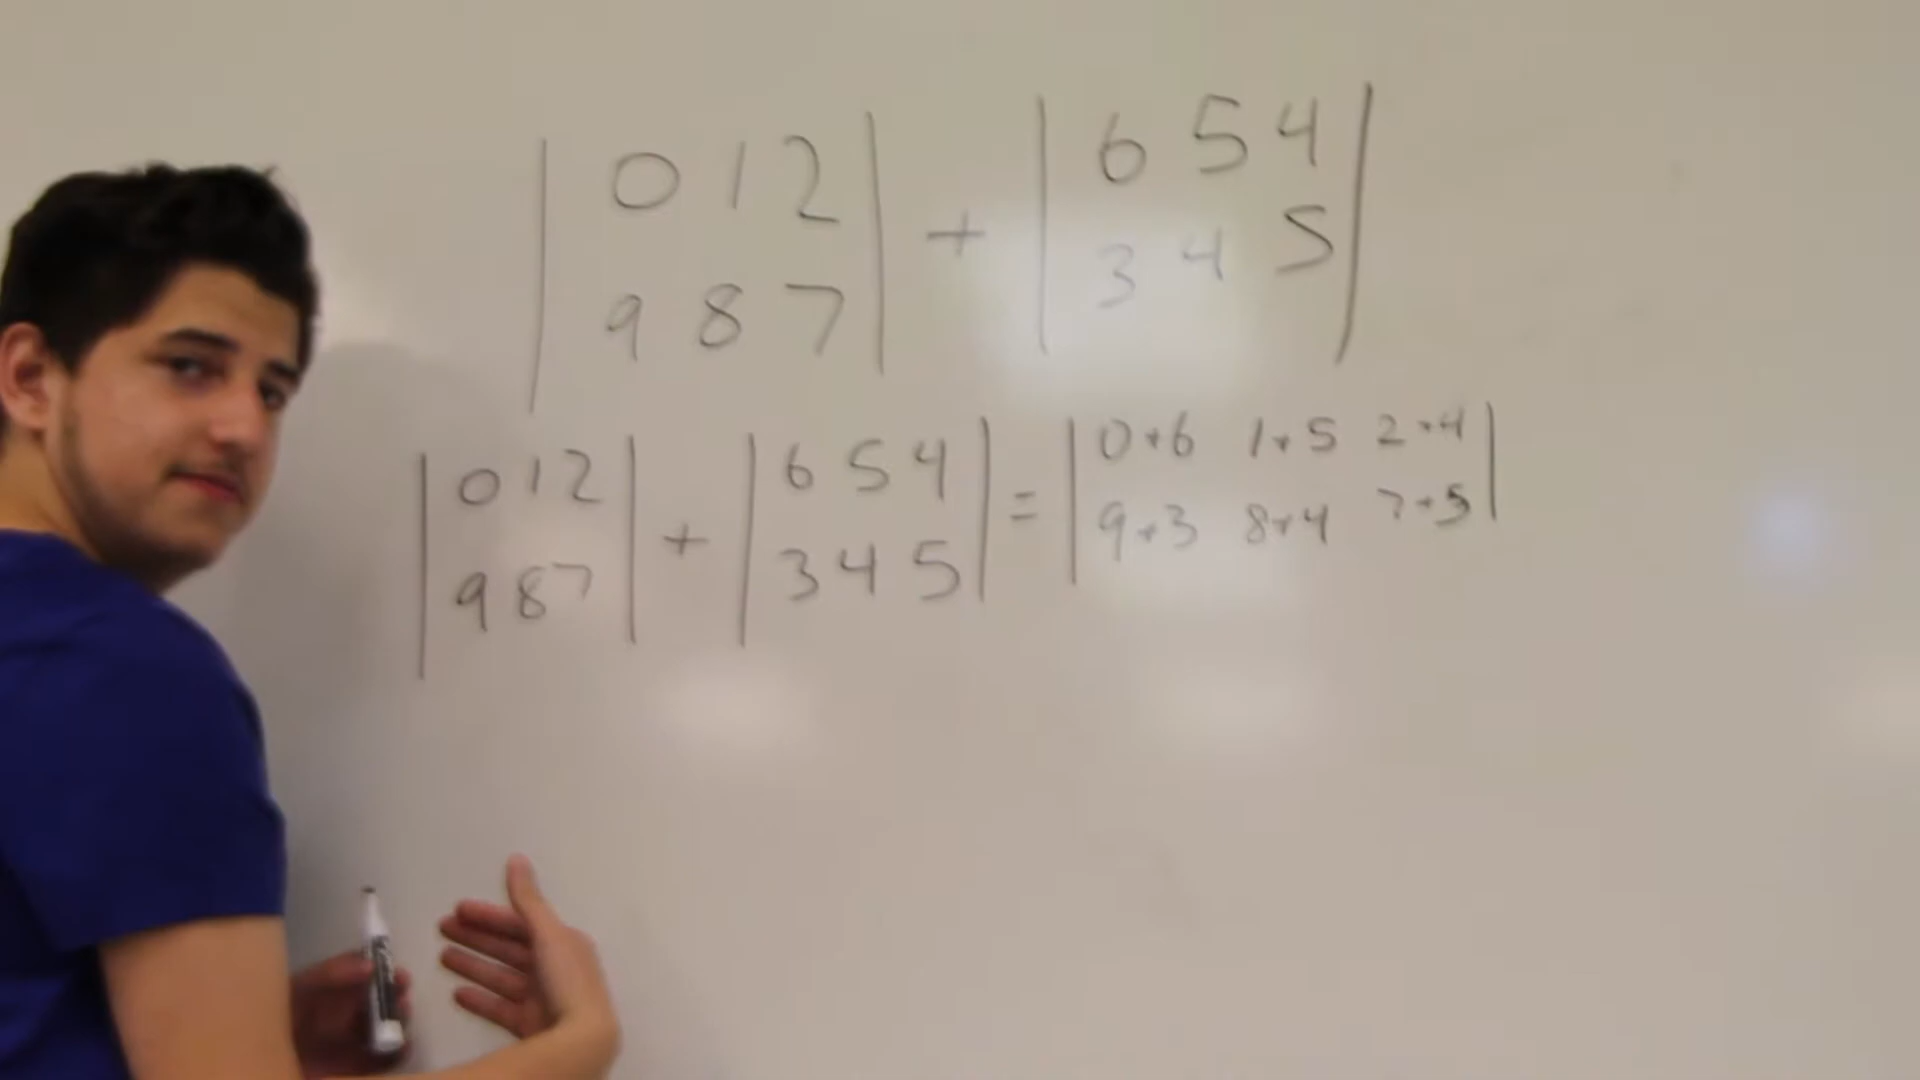 | 0 1 2 | + | 6 5 4 |
| 9 8 7 |   | 3 4 5 |
| 0 1 2 | + | 6 5 4 | = | 0+6 1+5 2+4 |
| 9 8 7 |   | 3 4 5 |   | 9+3 8+4 7+5 |